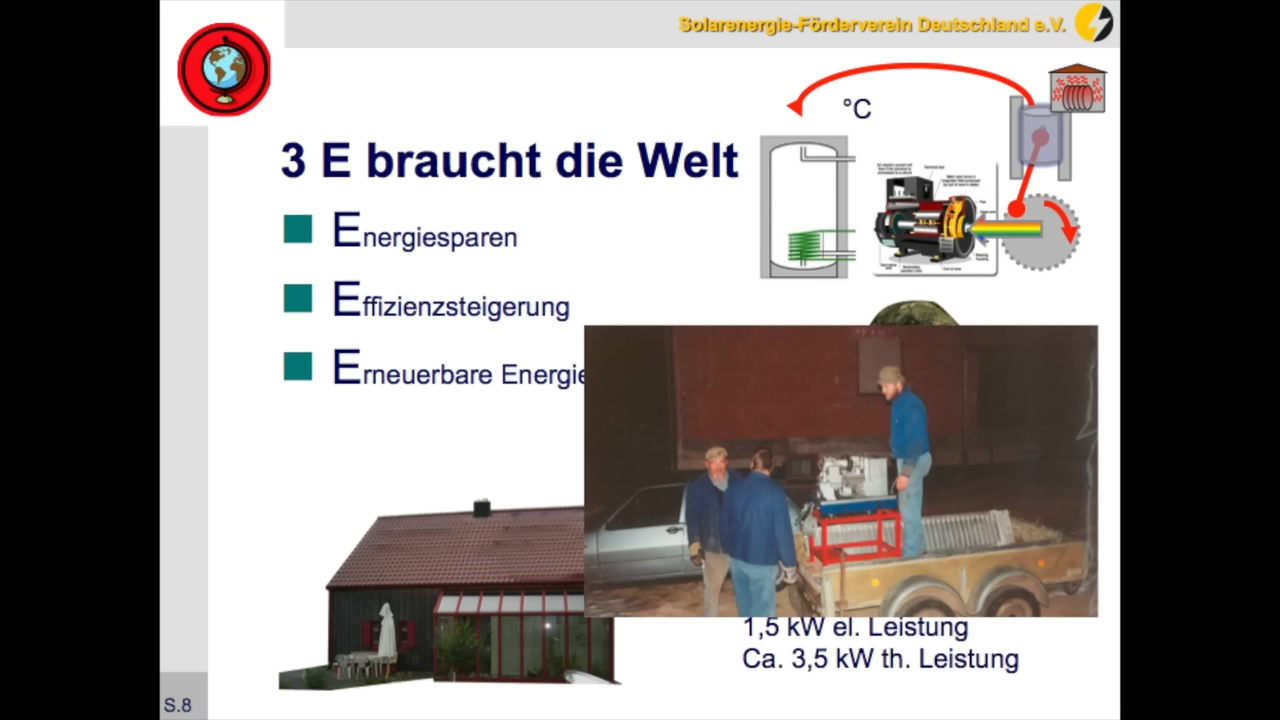 Solarenergie-Förderverein Deutschland e.V.
°C
3 E braucht die Welt
Energiesparen
Effizienzsteigerung
Erneuerbare Energie
1,5 kW el. Leistung
Ca. 3,5 kW th. Leistung
S.8